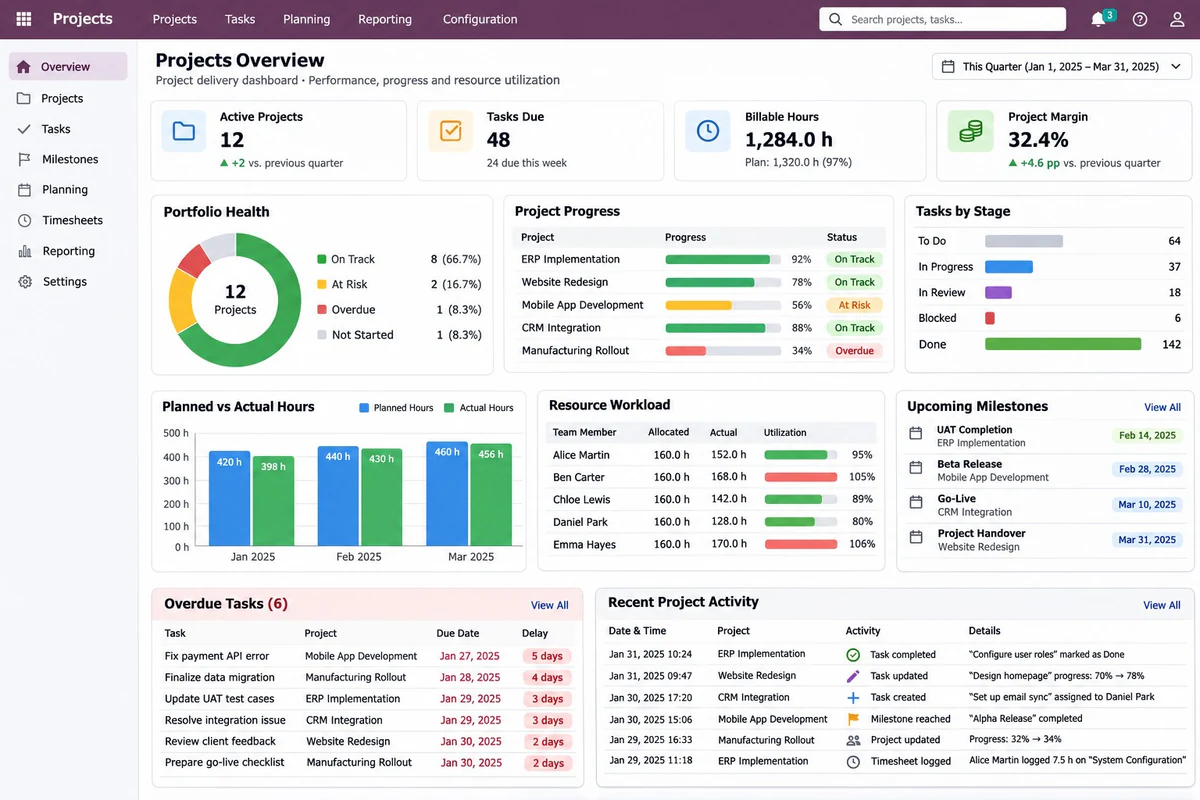 Projects
Projects Tasks Planning Reporting Configuration
Search projects, tasks...
3
Overview
Projects
Tasks
Milestones
Planning
Timesheets
Reporting
Settings
Projects Overview
Project delivery dashboard · Performance, progress and resource utilization
This Quarter (Jan 1, 2025 – Mar 31, 2025)
Active Projects
12
▲ +2 vs. previous quarter
Tasks Due
48
24 due this week
Billable Hours
1,284.0 h
Plan: 1,320.0 h (97%)
Project Margin
32.4%
▲ +4.6 pp vs. previous quarter
Portfolio Health
12
Projects
On Track 8 (66.7%)
At Risk 2 (16.7%)
Overdue 1 (8.3%)
Not Started 1 (8.3%)
Project Progress
Project Progress Status
ERP Implementation 92% On Track
Website Redesign 78% On Track
Mobile App Development 56% At Risk
CRM Integration 88% On Track
Manufacturing Rollout 34% Overdue
Tasks by Stage
To Do 64
In Progress 37
In Review 18
Blocked 6
Done 142
Planned vs Actual Hours
Planned Hours Actual Hours
500 h
400 h
300 h
200 h
100 h
0 h
420 h 398 h 440 h 430 h 460 h 456 h
Jan 2025 Feb 2025 Mar 2025
Resource Workload
Team Member Allocated Actual Utilization
Alice Martin 160.0 h 152.0 h 95%
Ben Carter 160.0 h 168.0 h 105%
Chloe Lewis 160.0 h 142.0 h 89%
Daniel Park 160.0 h 128.0 h 80%
Emma Hayes 160.0 h 170.0 h 106%
Upcoming Milestones View All
UAT Completion
ERP Implementation
Feb 14, 2025
Beta Release
Mobile App Development
Feb 28, 2025
Go-Live
CRM Integration
Mar 10, 2025
Project Handover
Website Redesign
Mar 31, 2025
Overdue Tasks (6) View All
Task Project Due Date Delay
Fix payment API error Mobile App Development Jan 27, 2025 5 days
Finalize data migration Manufacturing Rollout Jan 28, 2025 4 days
Update UAT test cases ERP Implementation Jan 29, 2025 3 days
Resolve integration issue CRM Integration Jan 29, 2025 3 days
Review client feedback Website Redesign Jan 30, 2025 2 days
Prepare go-live checklist Manufacturing Rollout Jan 30, 2025 2 days
Recent Project Activity View All
Date & Time Project Activity Details
Jan 31, 2025 10:24 ERP Implementation Task completed “Configure user roles” marked as Done
Jan 31, 2025 09:47 Website Redesign Task updated “Design homepage” progress: 70% → 78%
Jan 30, 2025 17:20 CRM Integration Task created “Set up email sync” assigned to Daniel Park
Jan 30, 2025 15:06 Mobile App Development Milestone reached “Alpha Release” completed
Jan 29, 2025 16:33 Manufacturing Rollout Project updated Progress: 32% → 34%
Jan 29, 2025 11:18 ERP Implementation Timesheet logged Alice Martin logged 7.5 h on “System Configuration”